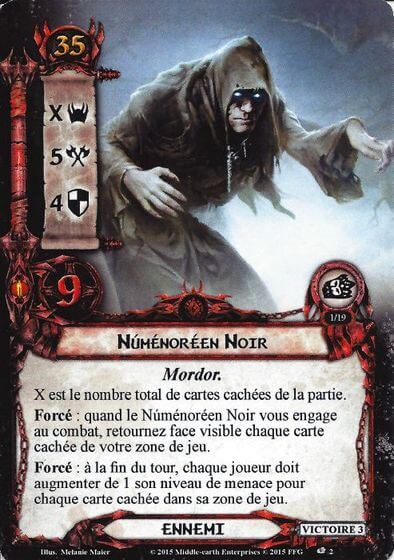 35
X
5
4
9
1/19
Núménoréen Noir
Mordor.
X est le nombre total de cartes cachées de la partie.
Forcé : quand le Núménoréen Noir vous engage
au combat, retournez face visible chaque carte
cachée de votre zone de jeu.
Forcé : à la fin du tour, chaque joueur doit
augmenter de 1 son niveau de menace pour
chaque carte cachée dans sa zone de jeu.
ENNEMI
VICTOIRE 3
Illus. Melanie Maier © 2015 Middle-earth Enterprises © 2015 FFG 2